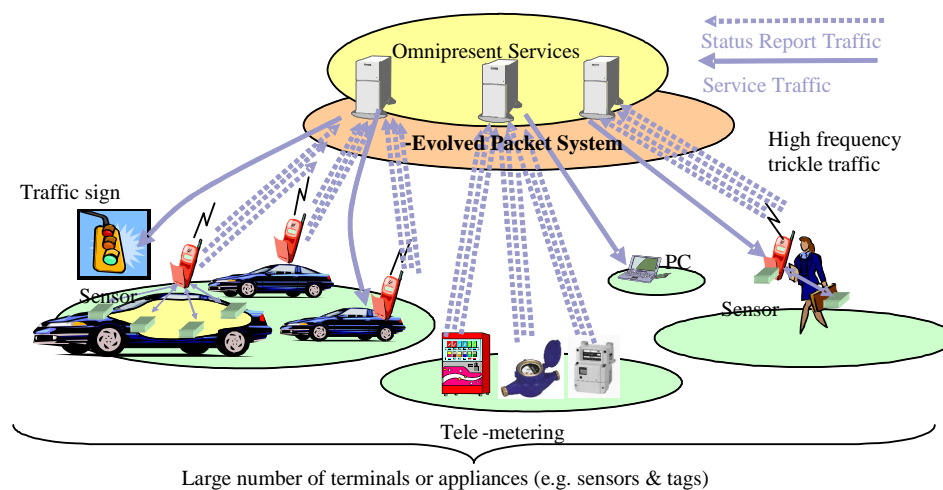 Omnipresent Services
Status Report Traffic
Service Traffic
-Evolved Packet System
High frequency
trickle traffic
Traffic sign
Sensor
PC
Sensor
Tele -metering
Large number of terminals or appliances (e.g. sensors & tags)